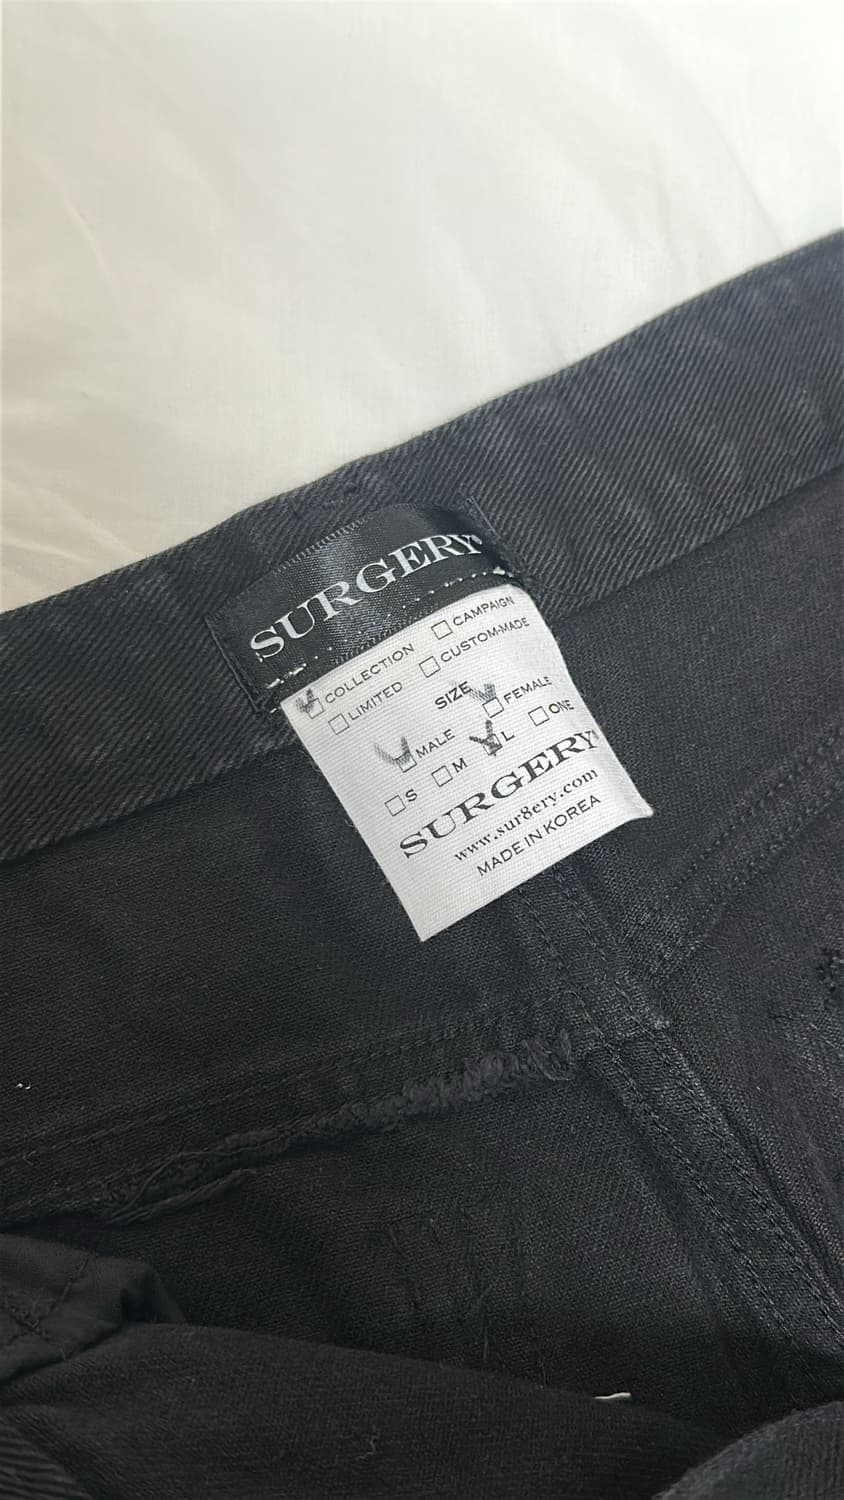 SURGERY
☑ COLLECTION ☐ CAMPAIGN
☐ LIMITED ☐ CUSTOM-MADE
SIZE
☑ MALE ☑ FEMALE
☐ S ☐ M ☑ L ☐ ONE
SURGERY®
www.sur8ery.com
MADE IN KOREA